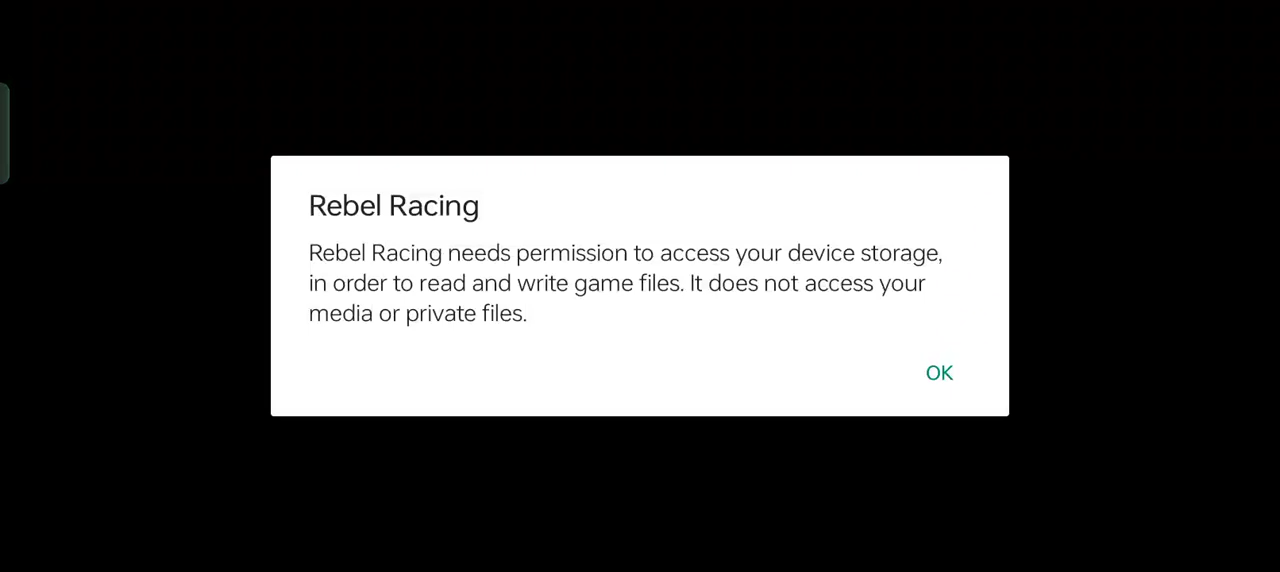 Rebel Racing
Rebel Racing needs permission to access your device storage,
in order to read and write game files. It does not access your
media or private files.
OK